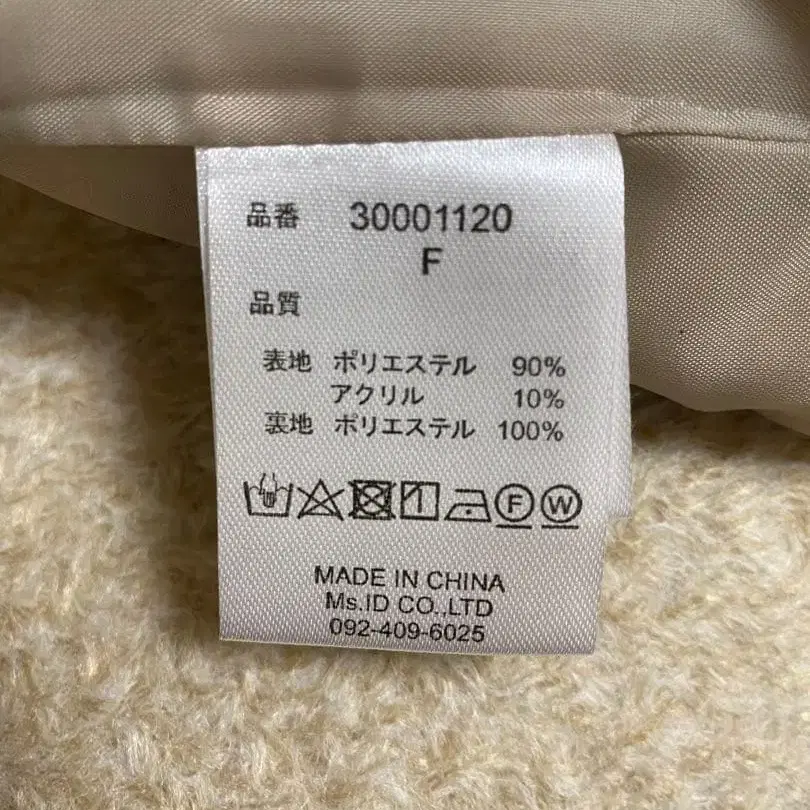 品番 30001120
F
品質
表地 ポリエステル 90%
アクリル 10%
裏地 ポリエステル 100%
F W
MADE IN CHINA
Ms.ID CO.,LTD
092-409-6025